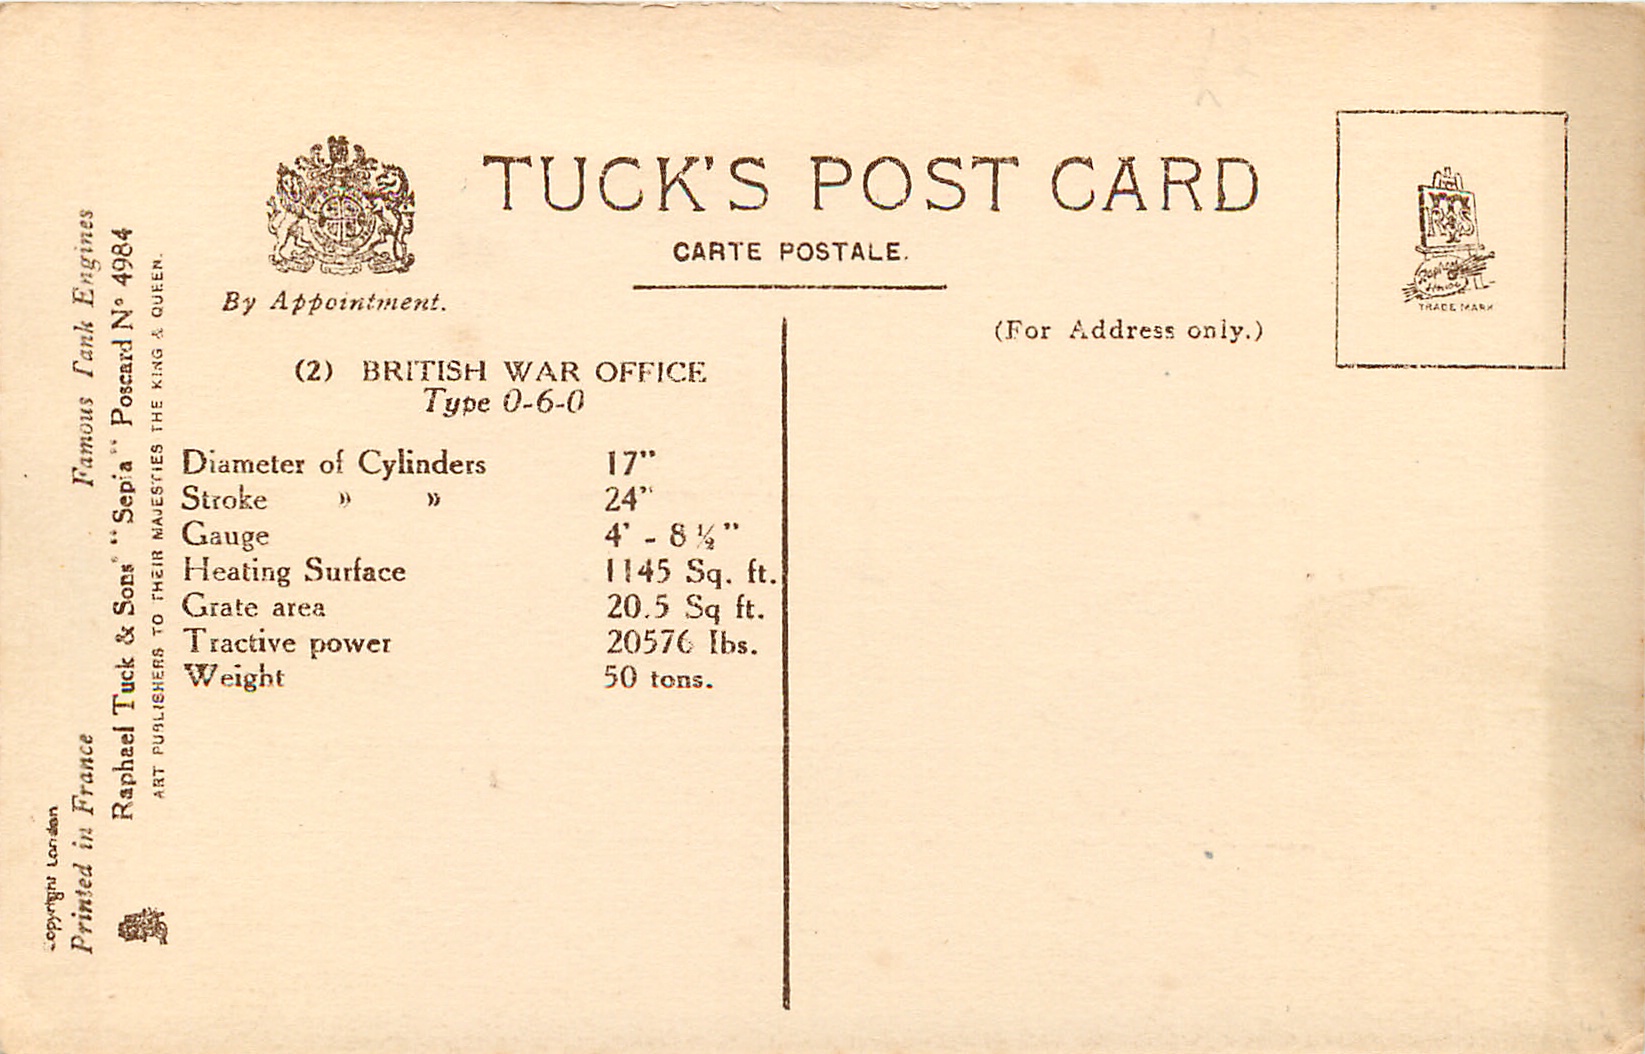 TUCK'S POST CARD
CARTE POSTALE.
By Appointment.
(For Address only.)
R T S
Raphael House
TRADE MARK
(2) BRITISH WAR OFFICE
Type 0-6-0
Diameter of Cylinders 17"
Stroke " " 24"
Gauge 4' - 8 ½"
Heating Surface 1145 Sq. ft.
Grate area 20.5 Sq ft.
Tractive power 20576 lbs.
Weight 50 tons.
Copyright London
Printed in France Famous Tank Engines
Raphael Tuck & Sons' "Sepia" Poscard Nº 4984
ART PUBLISHERS TO THEIR MAJESTIES THE KING & QUEEN.